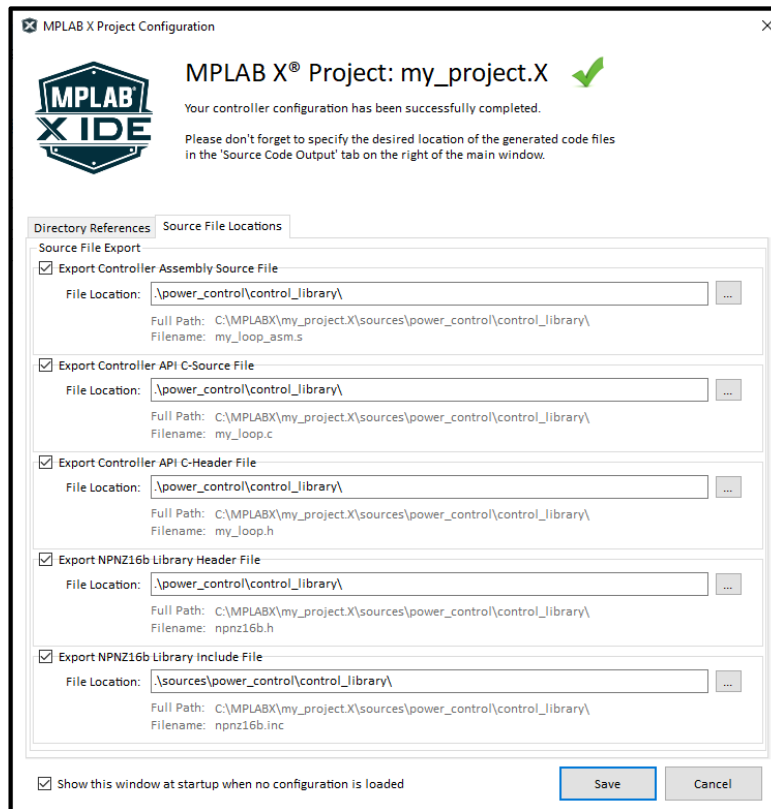 MPLAB X Project Configuration
MPLAB®
X IDE
MPLAB X® Project: my_project.X
Your controller configuration has been successfully completed.
Please don't forget to specify the desired location of the generated code files
in the 'Source Code Output' tab on the right of the main window.
Directory References
Source File Locations
Source File Export
Export Controller Assembly Source File
File Location: .\power_control\control_library\ ...
Full Path: C:\MPLABX\my_project.X\sources\power_control\control_library\
Filename: my_loop_asm.s
Export Controller API C-Source File
File Location: .\power_control\control_library\ ...
Full Path: C:\MPLABX\my_project.X\sources\power_control\control_library\
Filename: my_loop.c
Export Controller API C-Header File
File Location: .\power_control\control_library\ ...
Full Path: C:\MPLABX\my_project.X\sources\power_control\control_library\
Filename: my_loop.h
Export NPNZ16b Library Header File
File Location: .\power_control\control_library\ ...
Full Path: C:\MPLABX\my_project.X\sources\power_control\control_library\
Filename: npnz16b.h
Export NPNZ16b Library Include File
File Location: .\sources\power_control\control_library\ ...
Full Path: C:\MPLABX\my_project.X\sources\power_control\control_library\
Filename: npnz16b.inc
Show this window at startup when no configuration is loaded
Save
Cancel